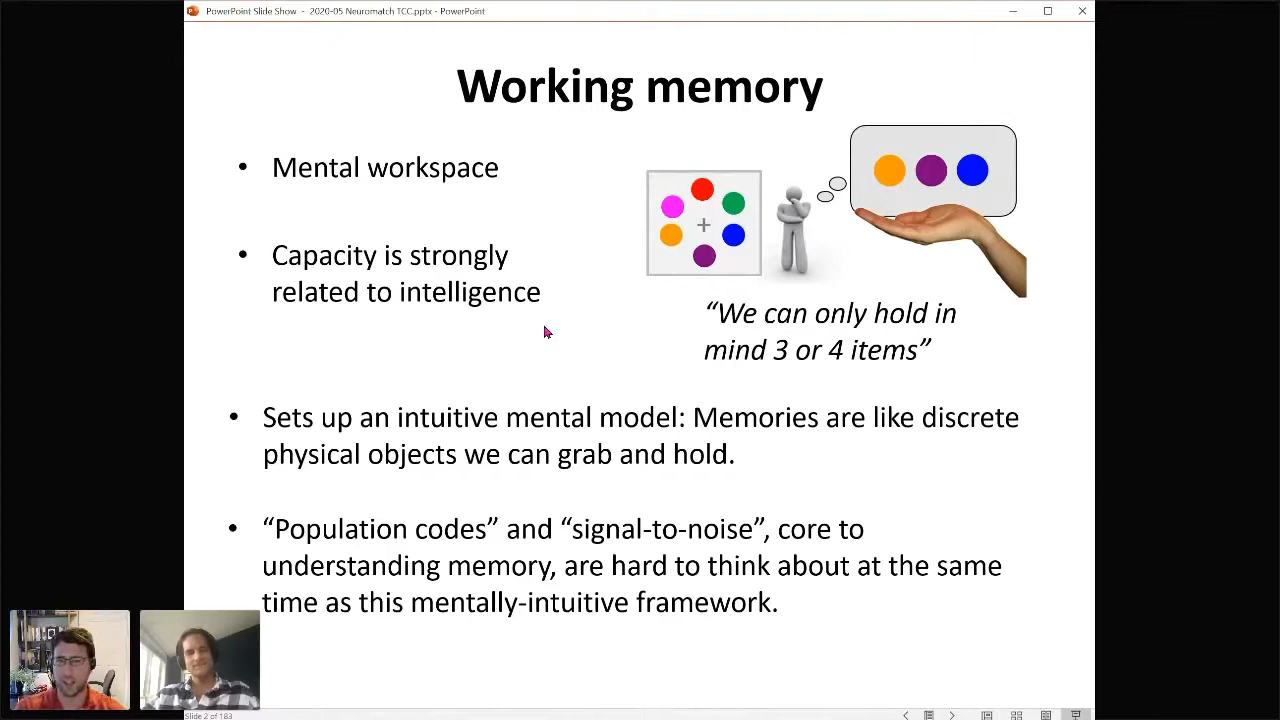 PowerPoint Slide Show - 2020-05 Neuromatch TCC.pptx - PowerPoint
Working memory
• Mental workspace
• Capacity is strongly
related to intelligence
“We can only hold in
mind 3 or 4 items”
• Sets up an intuitive mental model: Memories are like discrete
physical objects we can grab and hold.
• “Population codes” and “signal-to-noise”, core to
understanding memory, are hard to think about at the same
time as this mentally-intuitive framework.
Slide 2 of 183